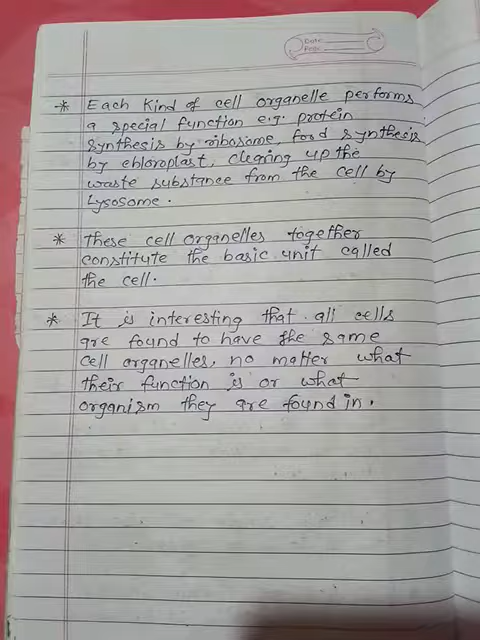 Date
Page
* Each kind of cell organelle performs
a special function e.g. protein
synthesis by ribosome, food synthesis
by chloroplast, clearing up the
waste substance from the cell by
Lysosome.
* These cell organelles together
constitute the basic unit called
the cell.
* It is interesting that all cells
are found to have the same
cell organelles, no matter what
their function is or what
organism they are found in.